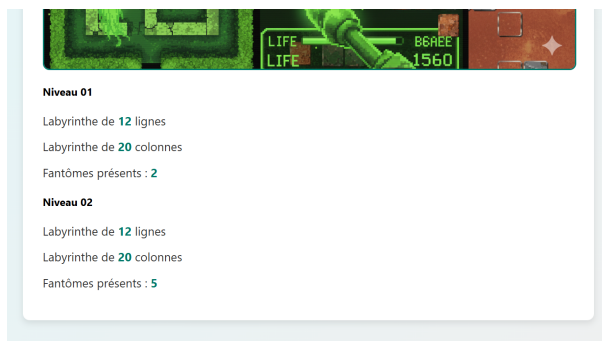 LIFE
LIFE
1560
Niveau 01
Labyrinthe de 12 lignes
Labyrinthe de 20 colonnes
Fantômes présents : 2
Niveau 02
Labyrinthe de 12 lignes
Labyrinthe de 20 colonnes
Fantômes présents : 5